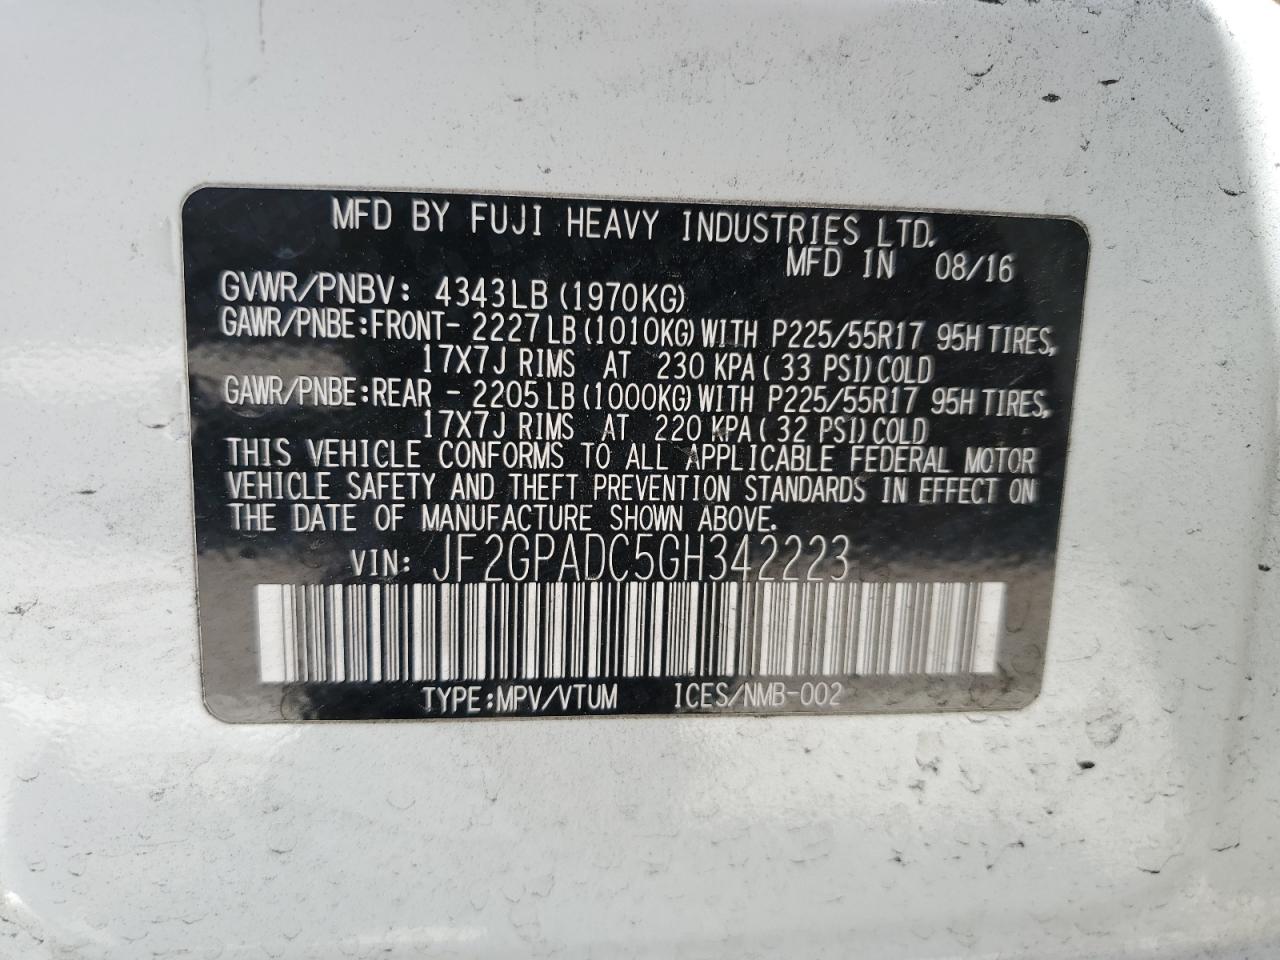 MFD BY FUJI HEAVY INDUSTRIES LTD.
MFD IN 08/16
GVWR/PNBV: 4343LB (1970KG)
GAWR/PNBE:FRONT- 2227 LB (1010KG) WITH P225/55R17 95H TIRES,
17X7J RIMS AT 230 KPA ( 33 PSI) COLD
GAWR/PNBE:REAR - 2205 LB (1000KG) WITH P225/55R17 95H TIRES,
17X7J RIMS AT 220 KPA ( 32 PSI) COLD
THIS VEHICLE CONFORMS TO ALL APPLICABLE FEDERAL MOTOR
VEHICLE SAFETY AND THEFT PREVENTION STANDARDS IN EFFECT ON
THE DATE OF MANUFACTURE SHOWN ABOVE.
VIN: JF2GPADC5GH342223
TYPE:MPV/VTUM ICES/NMB-002